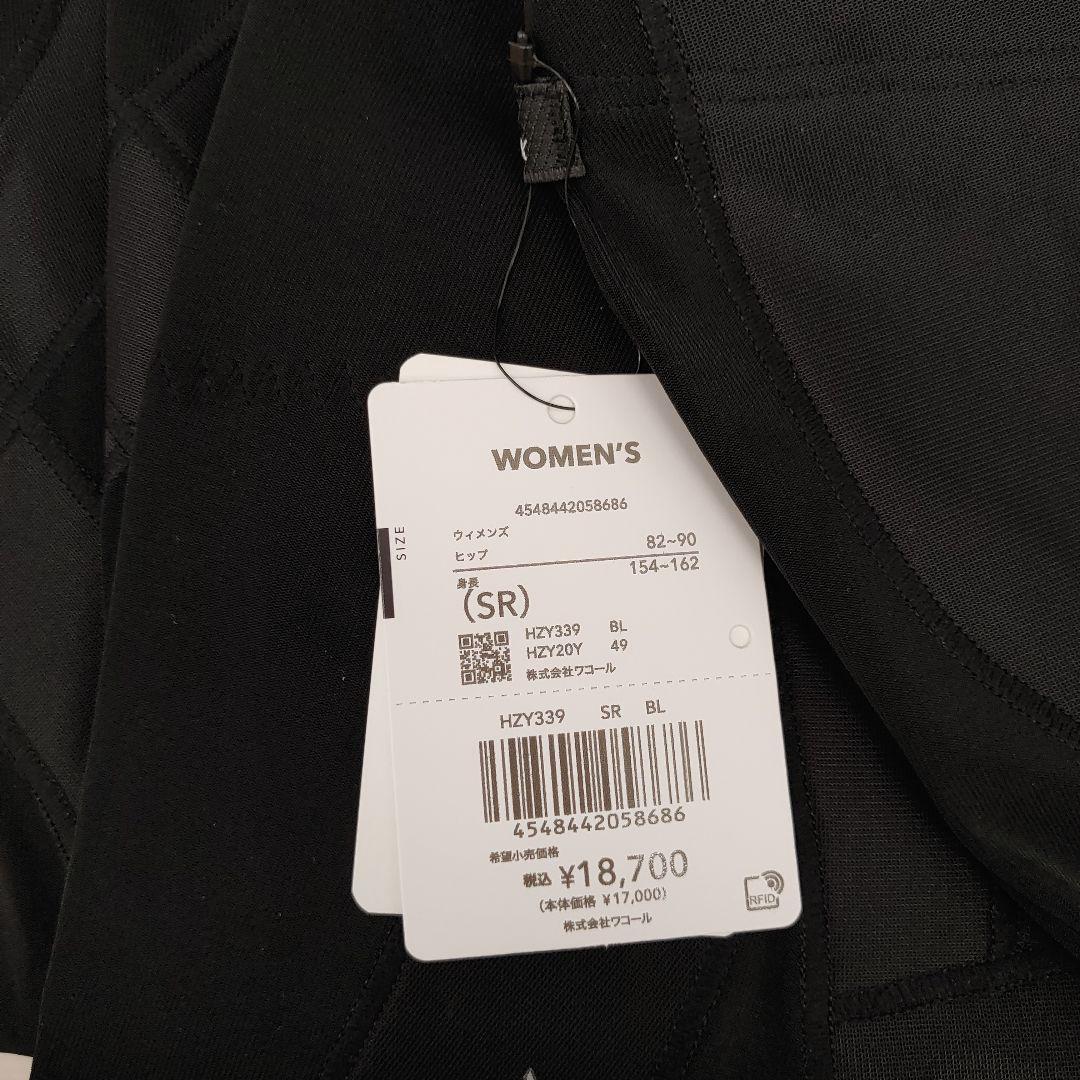 WOMEN'S
4548442058686
SIZE
ウィメンズ
ヒップ 82~90
身長 154~162
(SR)
HZY339 BL
HZY20Y 49
株式会社ワコール
HZY339 SR BL
4548442058686
希望小売価格
税込 ¥18,700
(本体価格 ¥17,000)
株式会社ワコール
RFID